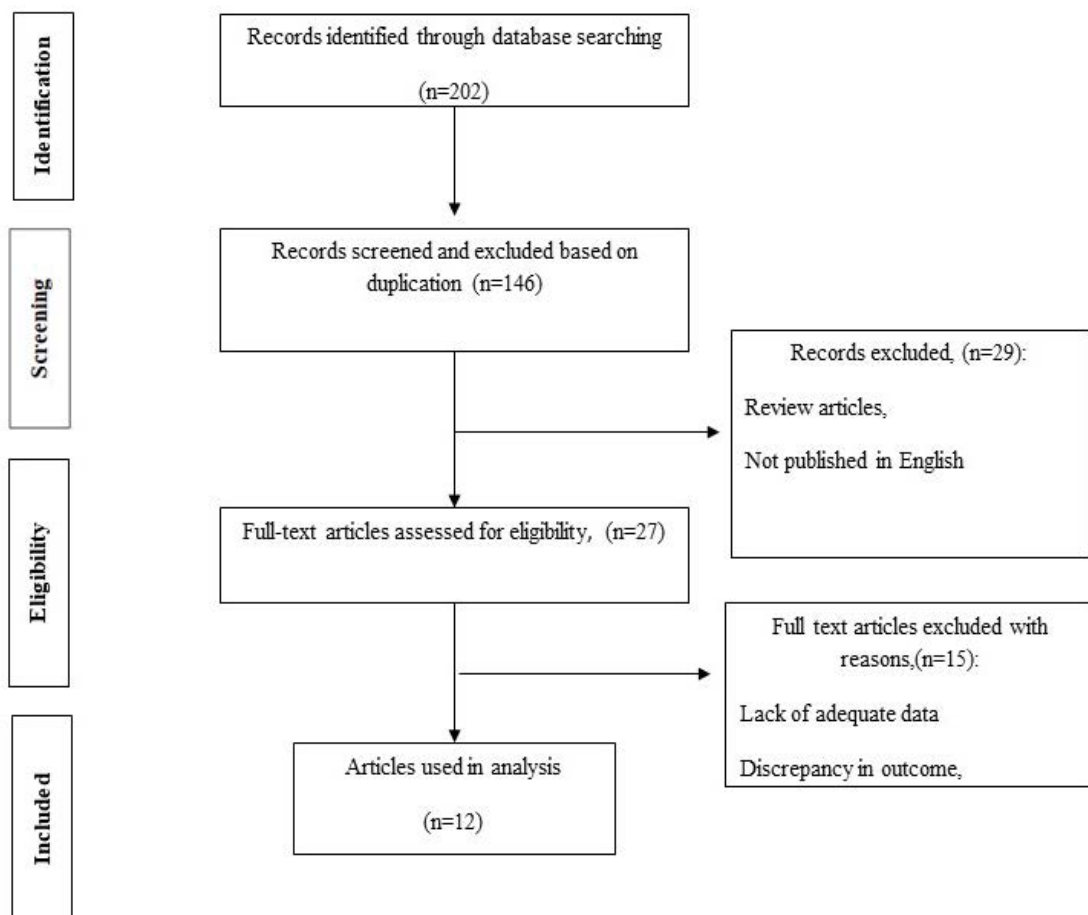 Identification
Records identified through database searching
(n=202)
Screening
Records screened and excluded based on
duplication (n=146)
Records excluded, (n=29):
Review articles,
Not published in English
Eligibility
Full-text articles assessed for eligibility, (n=27)
Full text articles excluded with
reasons,(n=15):
Lack of adequate data
Discrepancy in outcome,
Included
Articles used in analysis
(n=12)